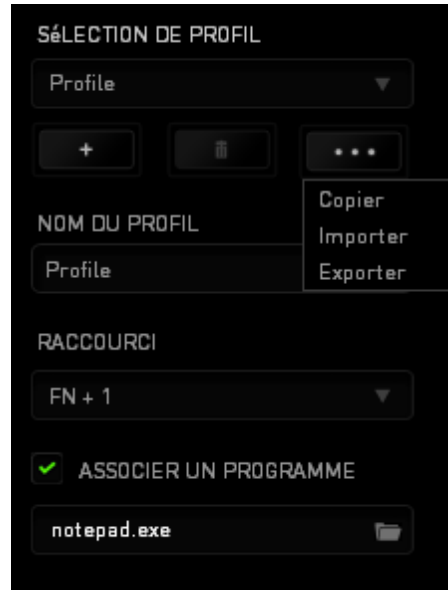 SéLECTION DE PROFIL
Profile
+
...
Copier
Importer
Exporter
NOM DU PROFIL
Profile
RACCOURCI
FN + 1
ASSOCIER UN PROGRAMME
notepad.exe